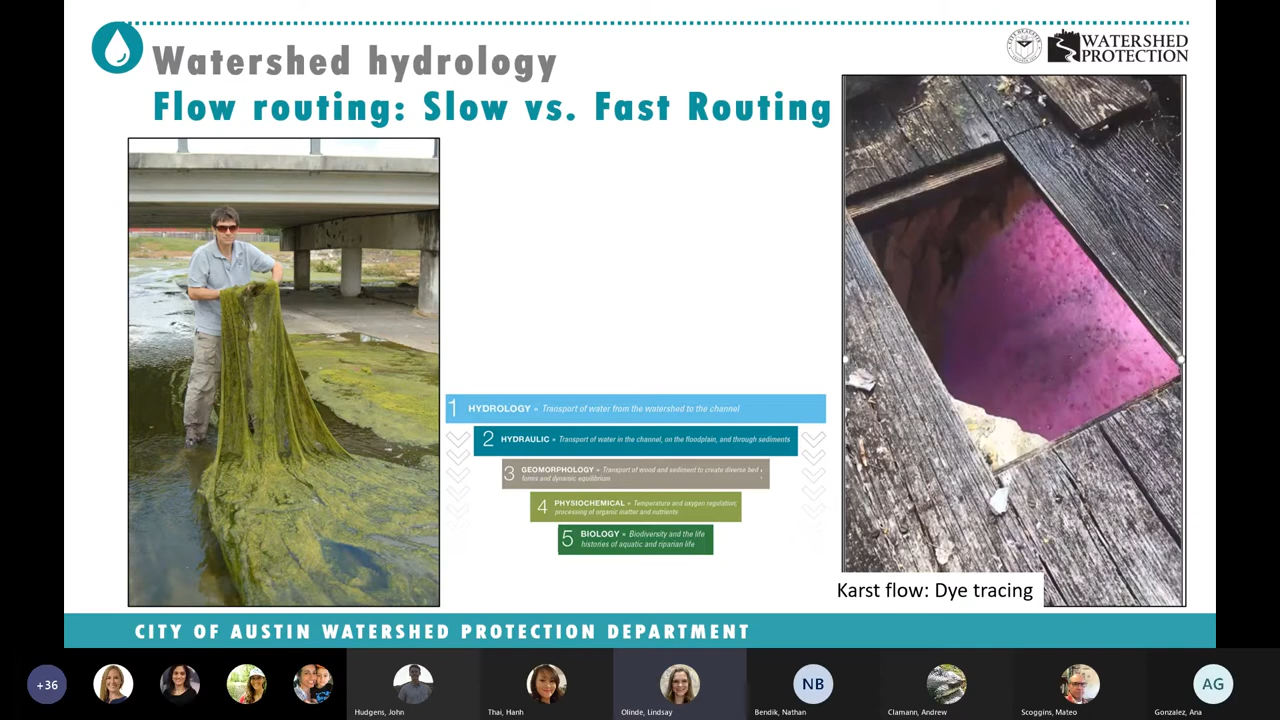 Watershed hydrology
Flow routing: Slow vs. Fast Routing
WATERSHED
PROTECTION
1 HYDROLOGY » Transport of water from the watershed to the channel
2 HYDRAULIC » Transport of water in the channel, on the floodplain, and through sediments
3 GEOMORPHOLOGY » Transport of wood and sediment to create diverse bed
forms and dynamic equilibrium
4 PHYSIOCHEMICAL » Temperature and oxygen regulation;
processing of organic matter and nutrients
5 BIOLOGY » Biodiversity and the life
histories of aquatic and riparian life
Karst flow: Dye tracing
CITY OF AUSTIN WATERSHED PROTECTION DEPARTMENT
+36
Hudgens, John
Thai, Hanh
Olinde, Lindsay
NB
Bendik, Nathan
Clamann, Andrew
Scoggins, Mateo
AG
Gonzalez, Ana